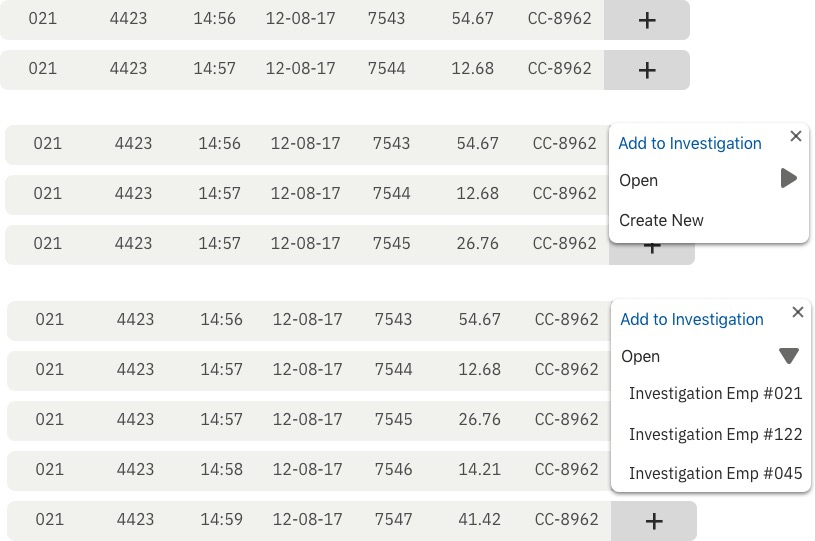 021 4423 14:56 12-08-17 7543 54.67 CC-8962 +
021 4423 14:57 12-08-17 7544 12.68 CC-8962 +
021 4423 14:56 12-08-17 7543 54.67 CC-8962
021 4423 14:57 12-08-17 7544 12.68 CC-8962
021 4423 14:57 12-08-17 7545 26.76 CC-8962 +
Add to Investigation ×
Open
Create New
021 4423 14:56 12-08-17 7543 54.67 CC-8962
021 4423 14:57 12-08-17 7544 12.68 CC-8962
021 4423 14:57 12-08-17 7545 26.76 CC-8962
021 4423 14:58 12-08-17 7546 14.21 CC-8962
021 4423 14:59 12-08-17 7547 41.42 CC-8962 +
Add to Investigation ×
Open
Investigation Emp #021
Investigation Emp #122
Investigation Emp #045